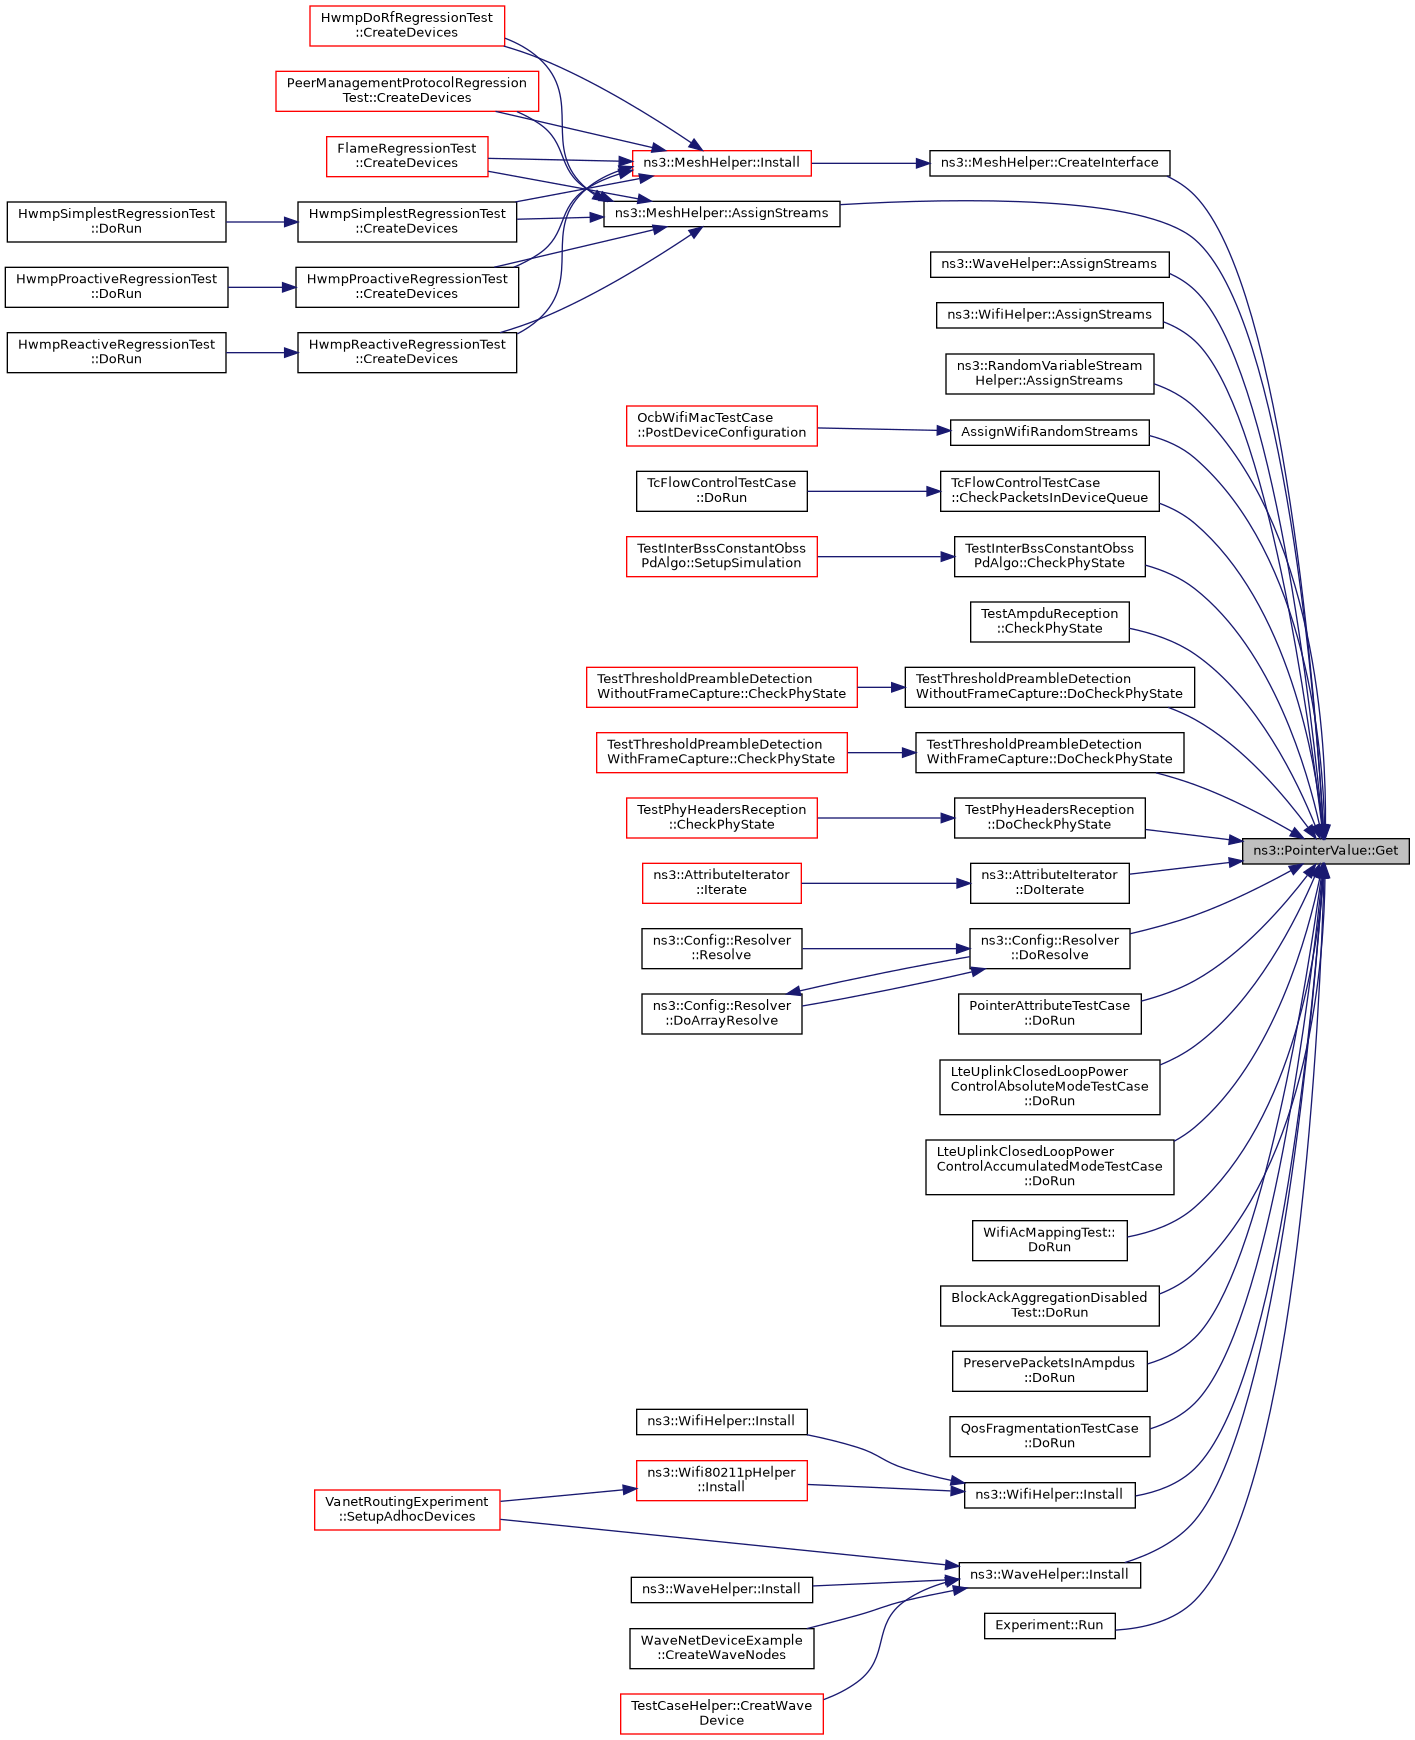 HwmpDoRfRegressionTest
::CreateDevices
PeerManagementProtocolRegression
Test::CreateDevices
FlameRegressionTest
::CreateDevices
ns3::MeshHelper::Install
ns3::MeshHelper::CreateInterface
HwmpSimplestRegressionTest
::DoRun
HwmpSimplestRegressionTest
::CreateDevices
ns3::MeshHelper::AssignStreams
HwmpProactiveRegressionTest
::DoRun
HwmpProactiveRegressionTest
::CreateDevices
ns3::WaveHelper::AssignStreams
HwmpReactiveRegressionTest
::DoRun
HwmpReactiveRegressionTest
::CreateDevices
ns3::WifiHelper::AssignStreams
ns3::RandomVariableStream
Helper::AssignStreams
OcbWifiMacTestCase
::PostDeviceConfiguration
AssignWifiRandomStreams
TcFlowControlTestCase
::DoRun
TcFlowControlTestCase
::CheckPacketsInDeviceQueue
TestInterBssConstantObss
PdAlgo::SetupSimulation
TestInterBssConstantObss
PdAlgo::CheckPhyState
TestAmpduReception
::CheckPhyState
TestThresholdPreambleDetection
WithoutFrameCapture::CheckPhyState
TestThresholdPreambleDetection
WithoutFrameCapture::DoCheckPhyState
TestThresholdPreambleDetection
WithFrameCapture::CheckPhyState
TestThresholdPreambleDetection
WithFrameCapture::DoCheckPhyState
TestPhyHeadersReception
::CheckPhyState
TestPhyHeadersReception
::DoCheckPhyState
ns3::PointerValue::Get
ns3::AttributeIterator
::Iterate
ns3::AttributeIterator
::DoIterate
ns3::Config::Resolver
::Resolve
ns3::Config::Resolver
::DoResolve
ns3::Config::Resolver
::DoArrayResolve
PointerAttributeTestCase
::DoRun
LteUplinkClosedLoopPower
ControlAbsoluteModeTestCase
::DoRun
LteUplinkClosedLoopPower
ControlAccumulatedModeTestCase
::DoRun
WifiAcMappingTest::
DoRun
BlockAckAggregationDisabled
Test::DoRun
PreservePacketsInAmpdus
::DoRun
ns3::WifiHelper::Install
QosFragmentationTestCase
::DoRun
ns3::Wifi80211pHelper
::Install
ns3::WifiHelper::Install
VanetRoutingExperiment
::SetupAdhocDevices
ns3::WaveHelper::Install
ns3::WaveHelper::Install
Experiment::Run
WaveNetDeviceExample
::CreateWaveNodes
TestCaseHelper::CreatWave
Device